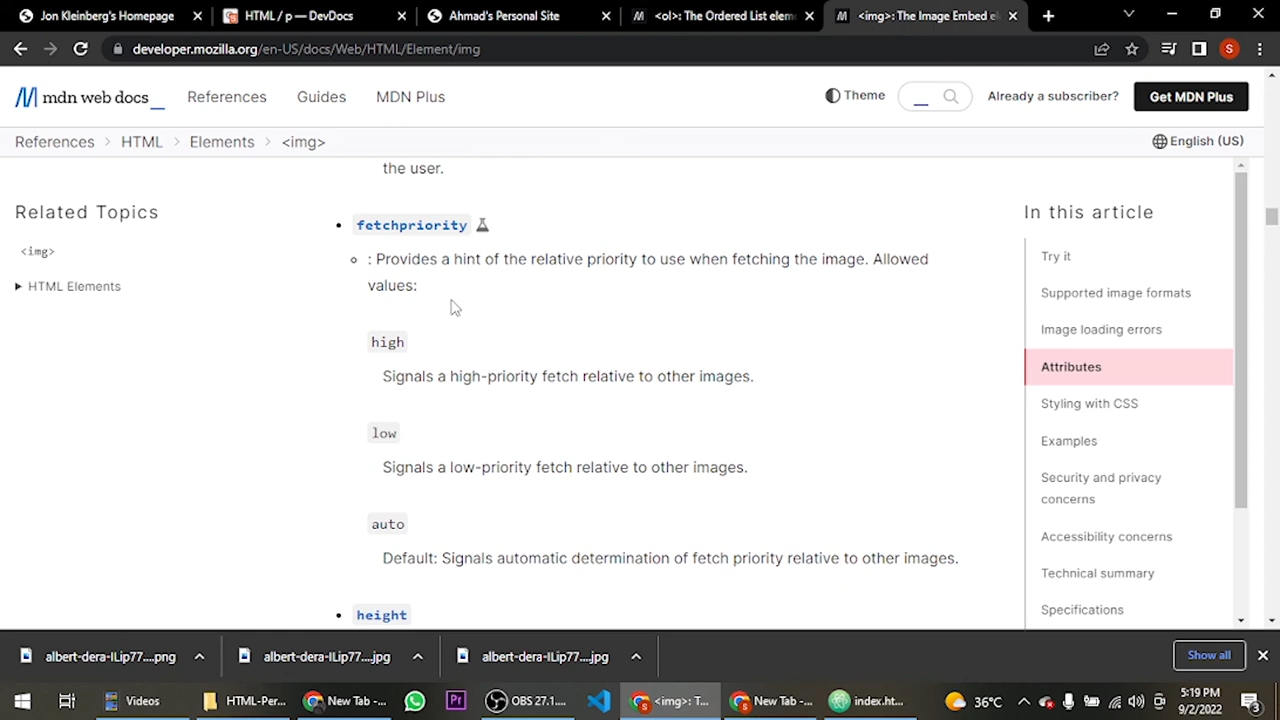 Jon Kleinberg's Homepage
HTML / p — DevDocs
Ahmad's Personal Site
<ol>: The Ordered List elem
<img>: The Image Embed el
developer.mozilla.org/en-US/docs/Web/HTML/Element/img
S
mdn web docs_
References
Guides
MDN Plus
Theme
Already a subscriber?
Get MDN Plus
References > HTML > Elements > <img>
English (US)
the user.
Related Topics
<img>
HTML Elements
fetchpriority
: Provides a hint of the relative priority to use when fetching the image. Allowed
values:
high
Signals a high-priority fetch relative to other images.
low
Signals a low-priority fetch relative to other images.
auto
Default: Signals automatic determination of fetch priority relative to other images.
height
In this article
Try it
Supported image formats
Image loading errors
Attributes
Styling with CSS
Examples
Security and privacy
concerns
Accessibility concerns
Technical summary
Specifications
albert-dera-ILip77....png
albert-dera-ILip77....jpg
albert-dera-ILip77....jpg
Show all
Videos
HTML-Per...
New Tab -...
Pr
OBS 27.1....
<img>: T...
New Tab -...
index.ht...
36°C
5:19 PM
9/2/2022
3